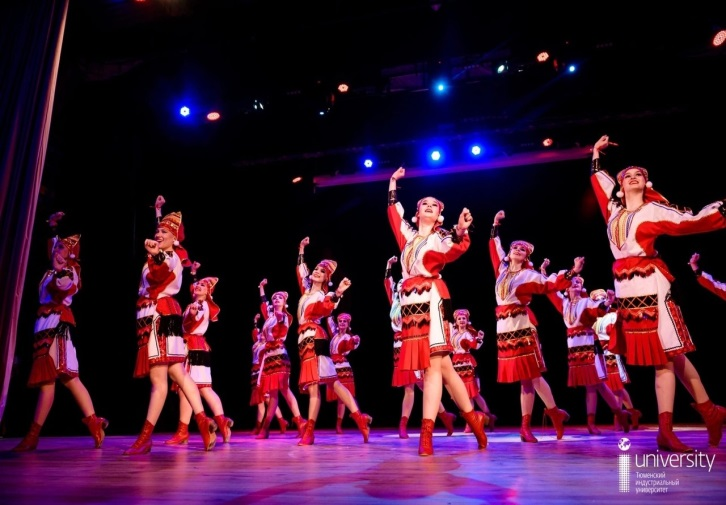 university
Тюменский
индустриальный
университет